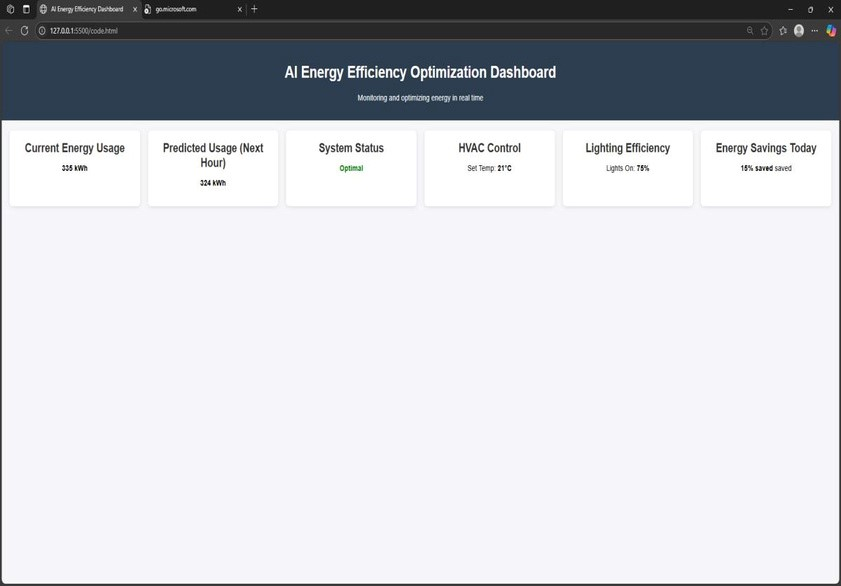 AI Energy Efficiency Dashboard
go.microsoft.com
127.0.0.1:5500/code.html
AI Energy Efficiency Optimization Dashboard
Monitoring and optimizing energy in real time
Current Energy Usage
335 kWh
Predicted Usage (Next
Hour)
324 kWh
System Status
Optimal
HVAC Control
Set Temp: 21°C
Lighting Efficiency
Lights On: 75%
Energy Savings Today
15% saved saved